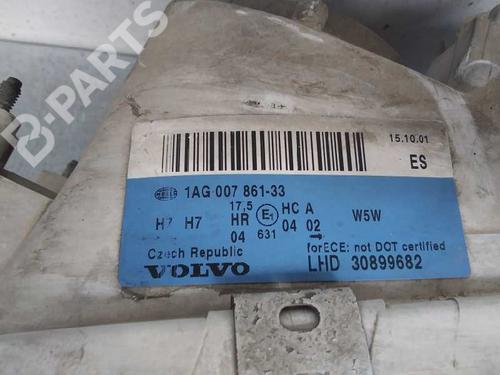 B-PARTS
15.10.01
ES
HELLA 1AG 007 861-33
17,5
H7 H7 HR E1 HC A W5W
04 631 04 02
Czech Republic forECE: not DOT certified
VOLVO LHD 30899682